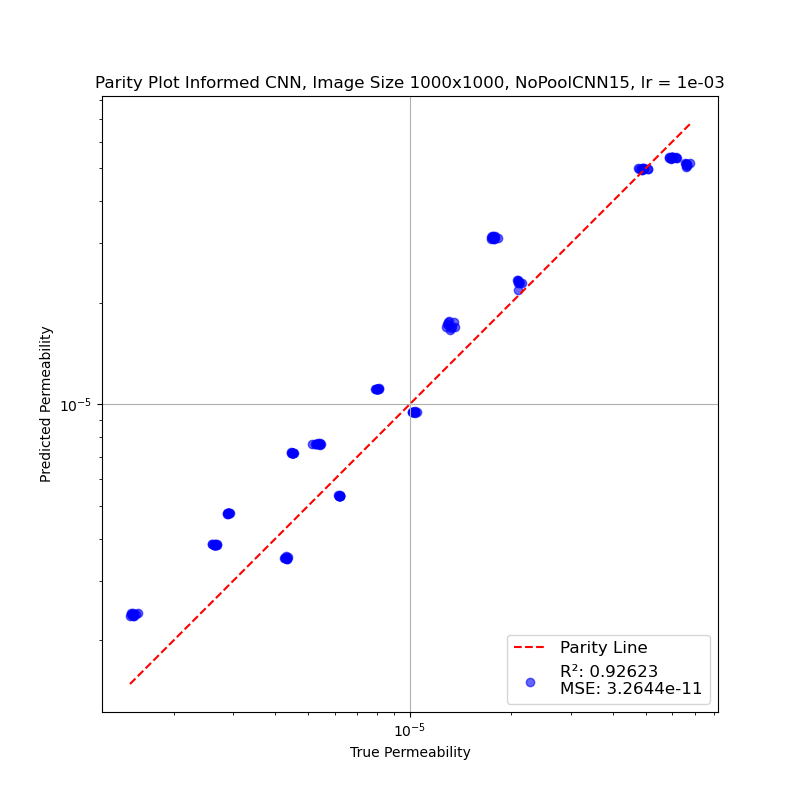 Parity Plot Informed CNN, Image Size 1000x1000, NoPoolCNN15, lr = 1e-03
Predicted Permeability
10⁻⁵
Parity Line
R²: 0.92623
MSE: 3.2644e-11
10⁻⁵
True Permeability